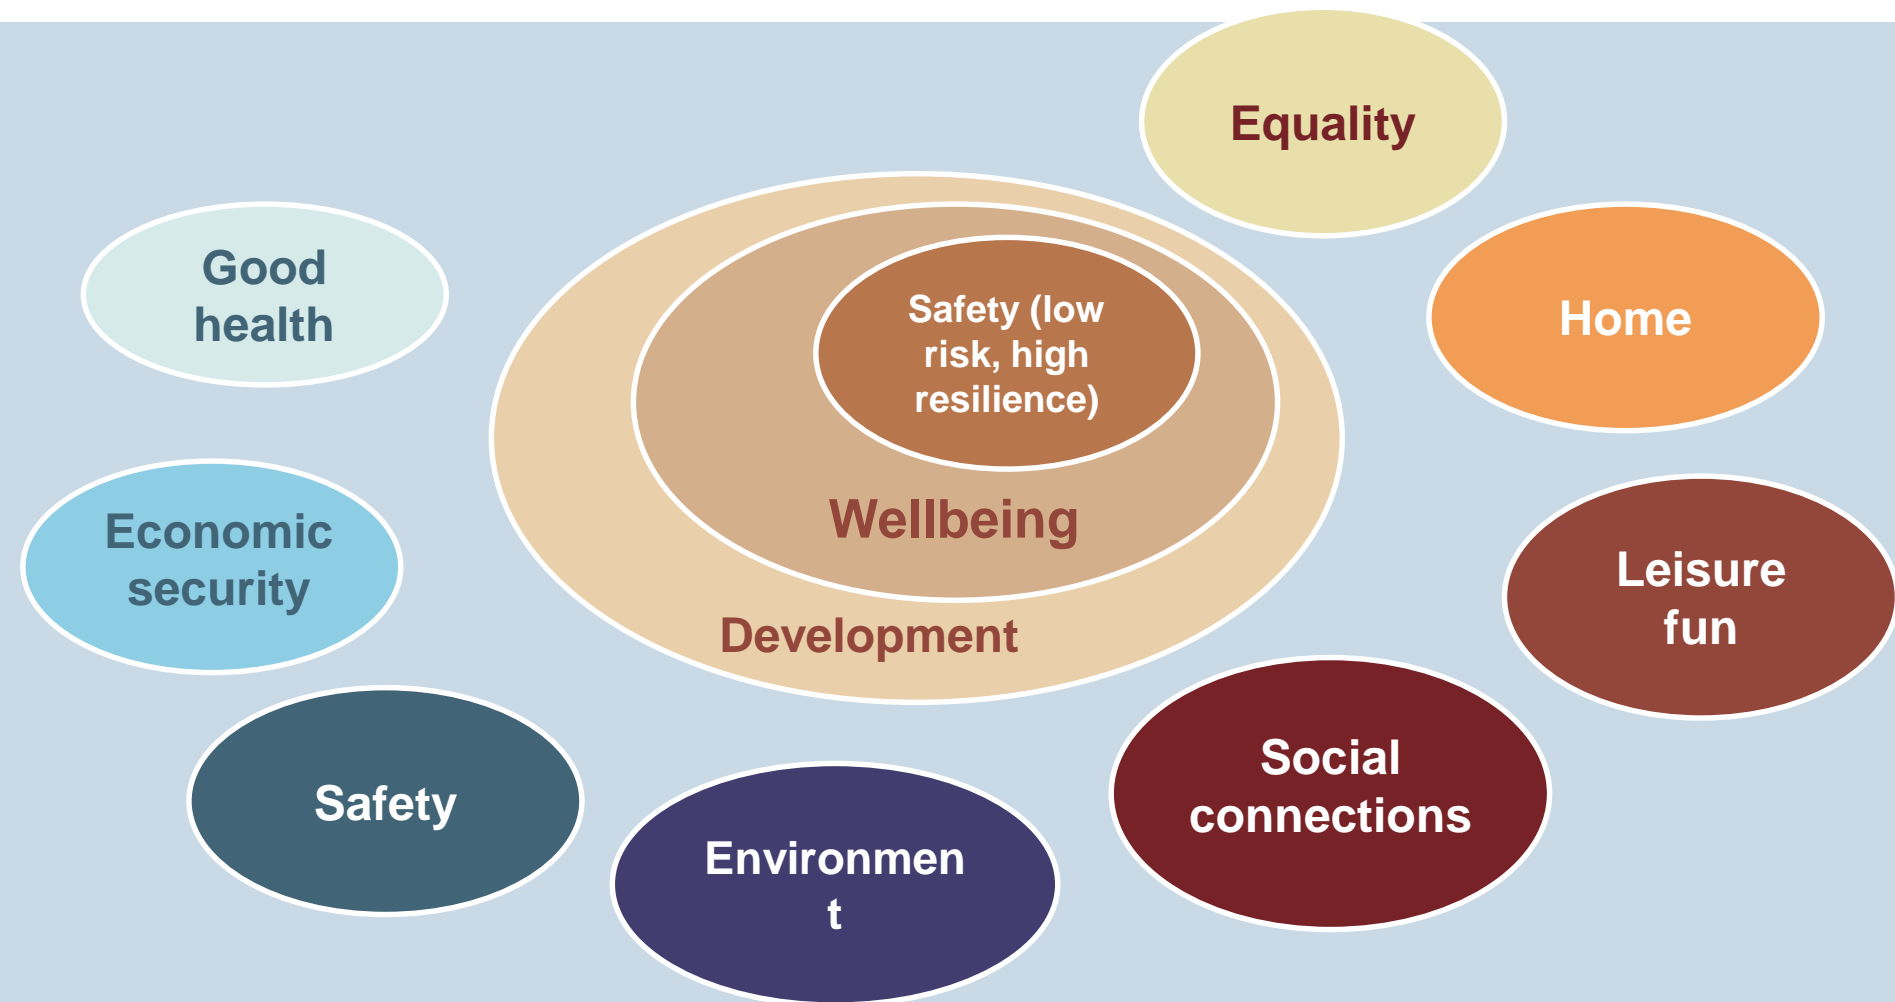 Equality
Good
health
Safety (low
risk, high
resilience)
Home
Wellbeing
Economic
security
Leisure
fun
Development
Social
connections
Safety
Environmen
t